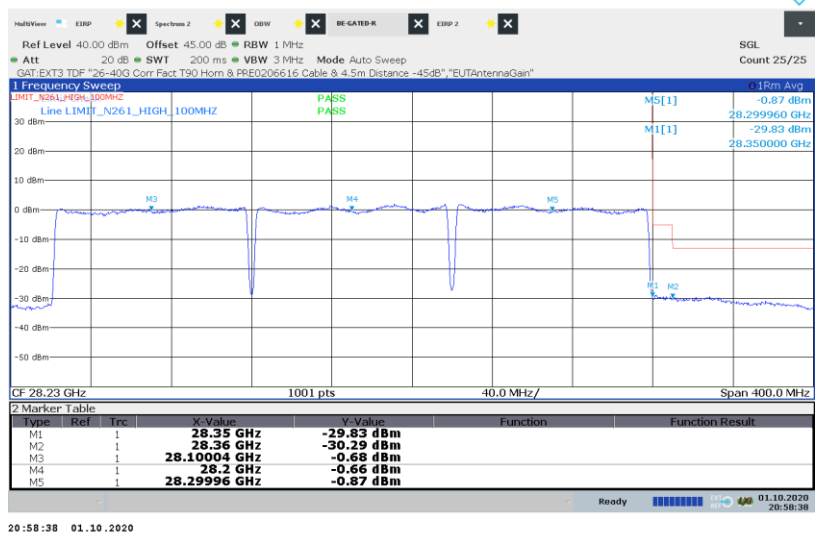 MultiView EIRP Spectrum 2 OBW BE-GATED-R EIRP 2
Ref Level 40.00 dBm Offset 45.00 dB RBW 1 MHz SGL
Att 20 dB SWT 200 ms VBW 3 MHz Mode Auto Sweep Count 25/25
GAT:EXT3 TDF "26-40G Corr Fact T90 Horn & PRE0206616 Cable & 4.5m Distance -45dB","EUTAntennaGain"
1 Frequency Sweep 1Rm Avg
LIMIT_N261_HIGH_100MHZ PASS M5[1] -0.87 dBm
Line LIMIT_N261_HIGH_100MHZ PASS 28.299960 GHz
30 dBm M1[1] -29.83 dBm
28.350000 GHz
20 dBm
10 dBm
M3 M4 M5
0 dBm
-10 dBm
-20 dBm
M1 M2
-30 dBm
-40 dBm
-50 dBm
CF 28.23 GHz 1001 pts 40.0 MHz/ Span 400.0 MHz
2 Marker Table
Type Ref Trc X-Value Y-Value Function Function Result
M1 1 28.35 GHz -29.83 dBm
M2 1 28.36 GHz -30.29 dBm
M3 1 28.10004 GHz -0.68 dBm
M4 1 28.2 GHz -0.66 dBm
M5 1 28.29996 GHz -0.87 dBm
Ready EXT REF 01.10.2020
20:58:38
20:58:38 01.10.2020